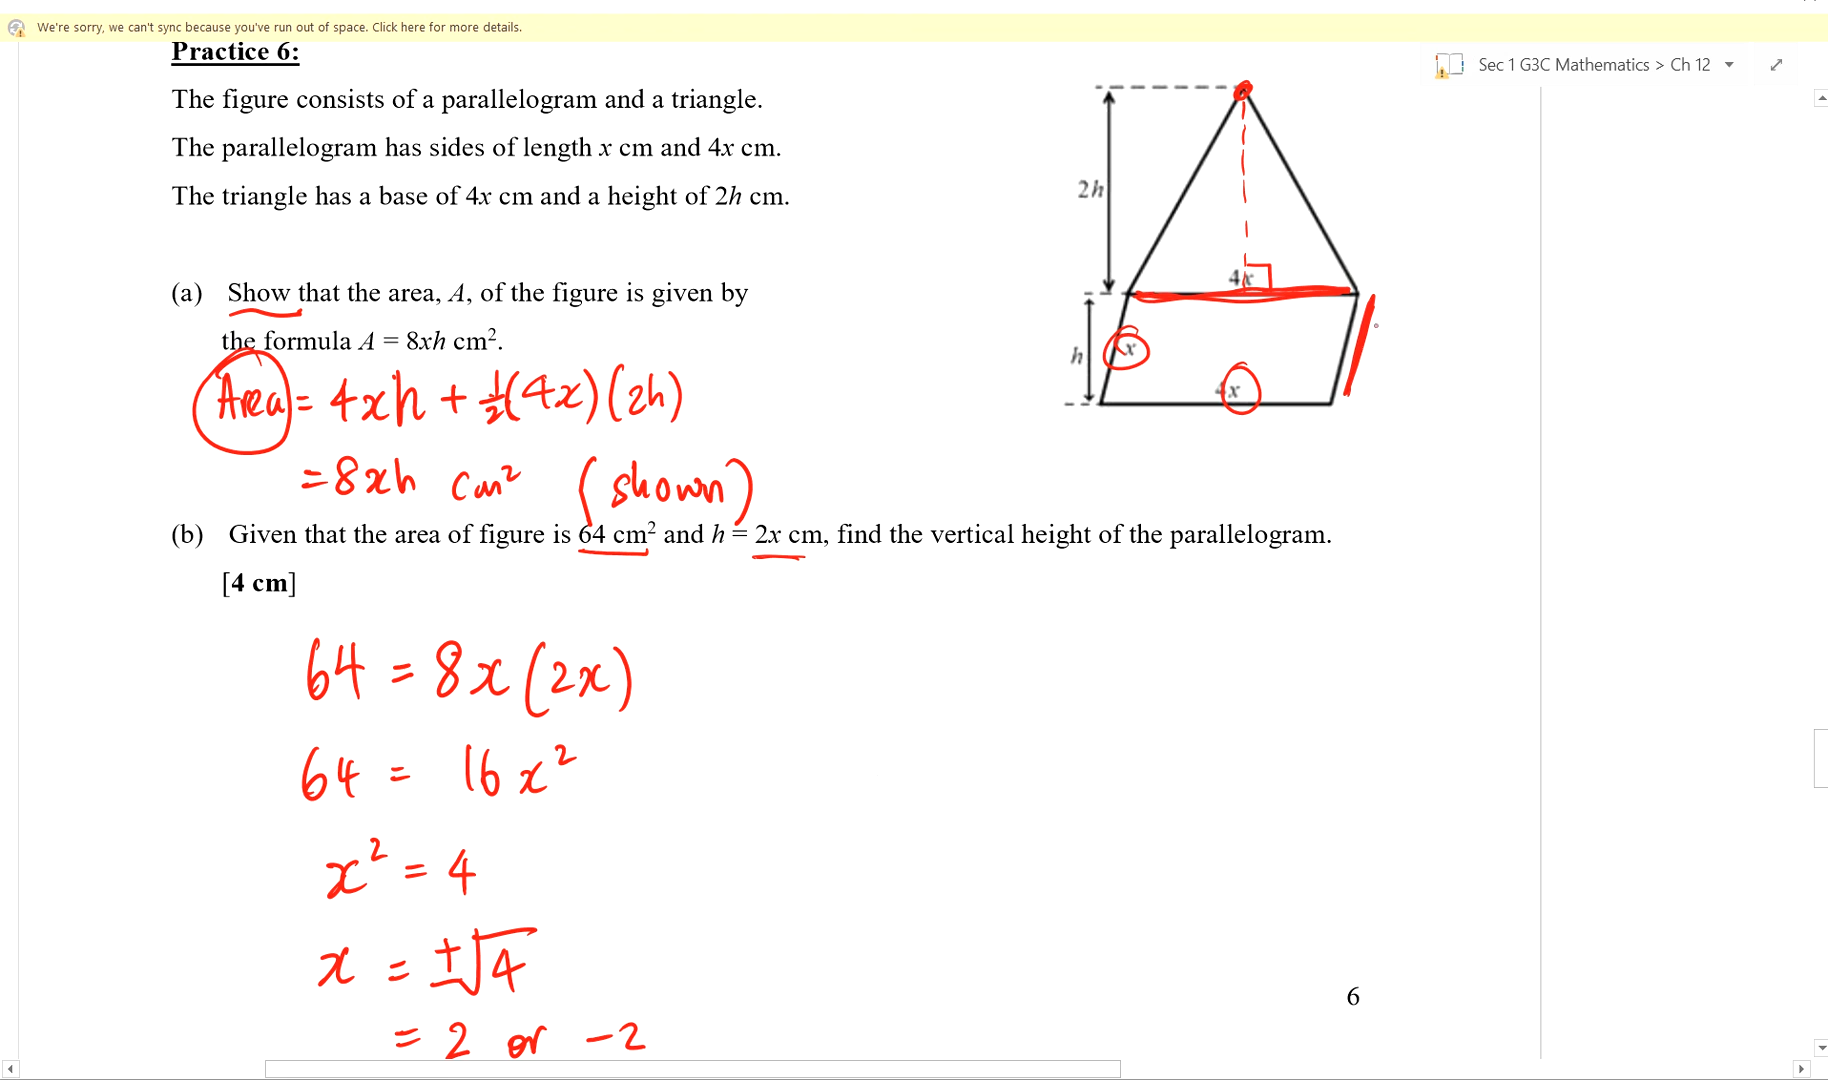 We're sorry, we can't sync because you've run out of space. Click here for more details.
Practice 6:
Sec 1 G3C Mathematics > Ch 12
The figure consists of a parallelogram and a triangle.
The parallelogram has sides of length x cm and 4x cm.
The triangle has a base of 4x cm and a height of 2h cm.
2h
4x
h
x
4x
(a) Show that the area, A, of the figure is given by
the formula A = 8xh cm².
Area = 4xh + ½(4x)(2h)
= 8xh cm² (shown)
(b) Given that the area of figure is 64 cm² and h = 2x cm, find the vertical height of the parallelogram.
[4 cm]
64 = 8x(2x)
64 = 16x²
x² = 4
x = ±√4
= 2 or -2
6